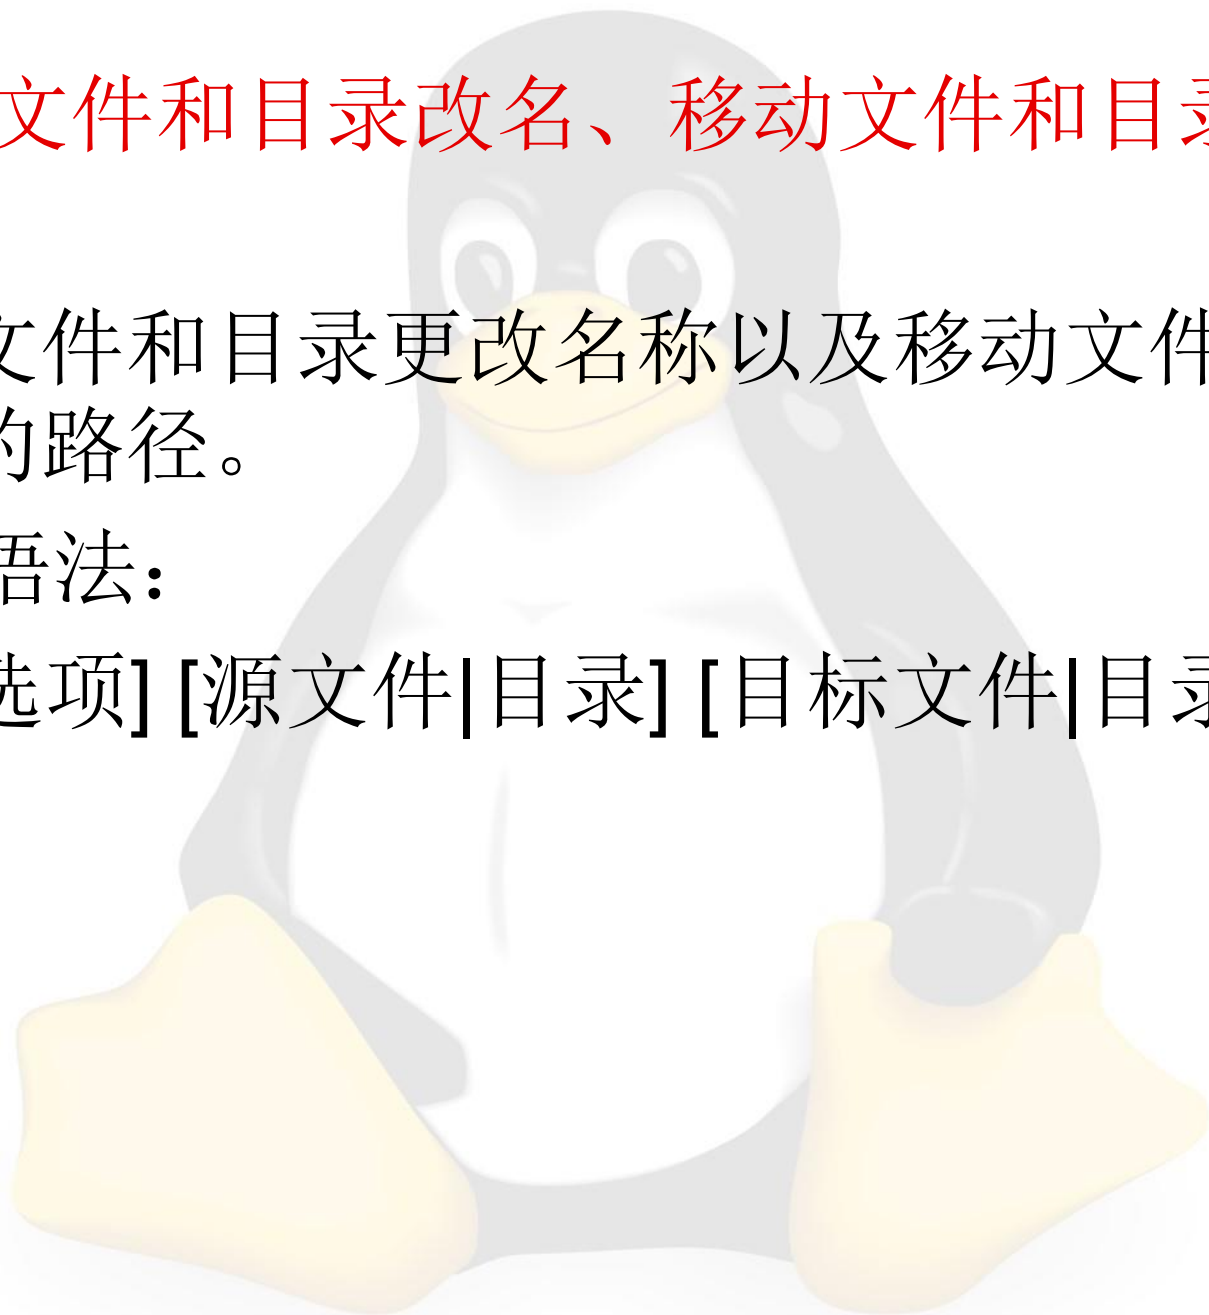 文件和目录改名、移动文件和目录
文件和目录更改名称以及移动文件
的路径。
语法：
选项] [源文件|目录] [目标文件|目录